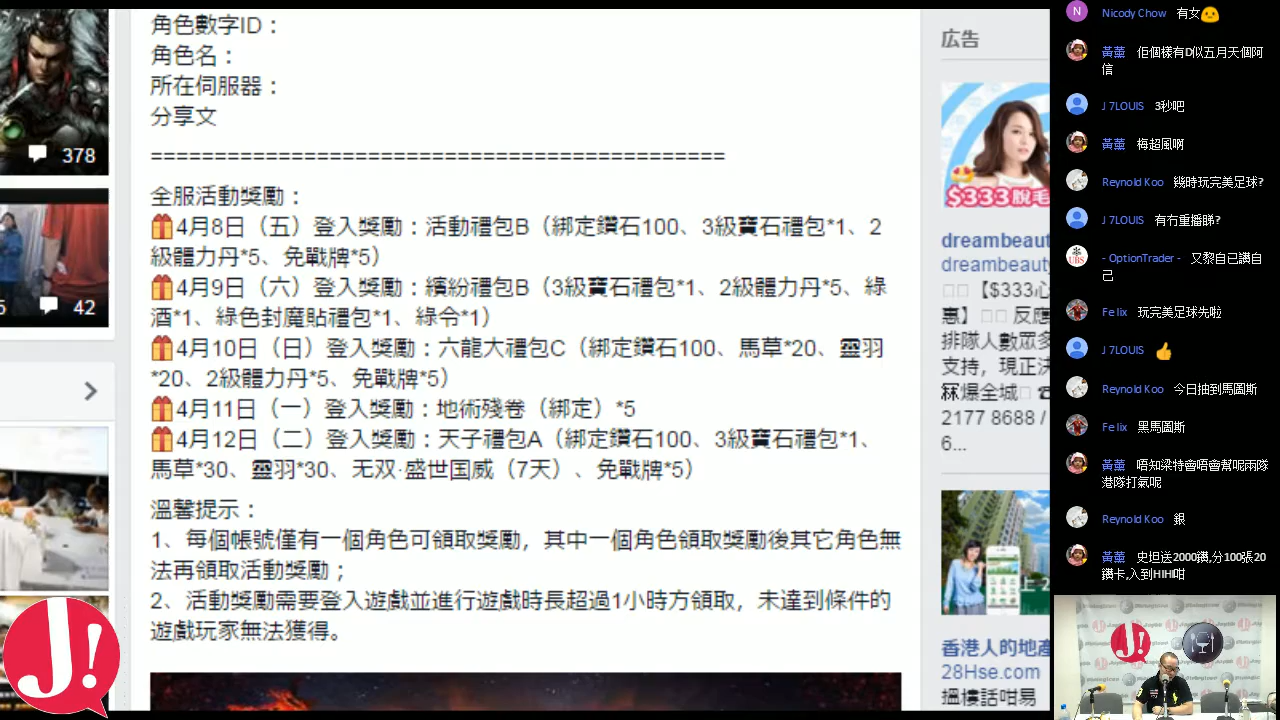 角色數字ID：
角色名：
所在伺服器：
分享文
=============================================
全服活動獎勵：
🎁4月8日（五）登入獎勵：活動禮包B（綁定鑽石100、3級寶石禮包*1、2
級體力丹*5、免戰牌*5）
🎁4月9日（六）登入獎勵：繽紛禮包B（3級寶石禮包*1、2級體力丹*5、綠
酒*1、綠色封魔貼禮包*1、綠令*1）
🎁4月10日（日）登入獎勵：六龍大禮包C（綁定鑽石100、馬草*20、靈羽
*20、2級體力丹*5、免戰牌*5）
🎁4月11日（一）登入獎勵：地術殘卷（綁定）*5
🎁4月12日（二）登入獎勵：天子禮包A（綁定鑽石100、3級寶石禮包*1、
馬草*30、靈羽*30、无双·盛世国威（7天）、免戰牌*5）
溫馨提示：
1、每個帳號僅有一個角色可領取獎勵，其中一個角色領取獎勵後其它角色無
法再領取活動獎勵；
2、活動獎勵需要登入遊戲並進行遊戲時長超過1小時方領取，未達到條件的
遊戲玩家無法獲得。
378
5
42
J!
広告
$333脫毛
dreambeaut
dreambeauty
【$333心
惠】 反應
排隊人數眾多
支持，現正決
爆全城
2177 8688 /
6...
上2
香港人的地產
28Hse.com
搵樓話咁易
N
Nicody Chow 有女🙁
黃薑 佢個樣有D似五月天個阿
信
J 7LOUIS 3秒吧
黃薑 梅超風啊
Reynold Koo 幾時玩完美足球?
J 7LOUIS 有冇重播睇?
UBS
- OptionTrader - 又黎自己讚自
己
Felix 玩完美足球先啦
J 7LOUIS 👍
Reynold Koo 今日抽到馬圖斯
Felix 黑馬圖斯
黃薑 唔知梁特會唔會幫呢兩隊
港隊打氣呢
Reynold Koo 銀
黃薑 史坦送2000鑽,分100張20
鑽卡,入到HIHI咁
J!